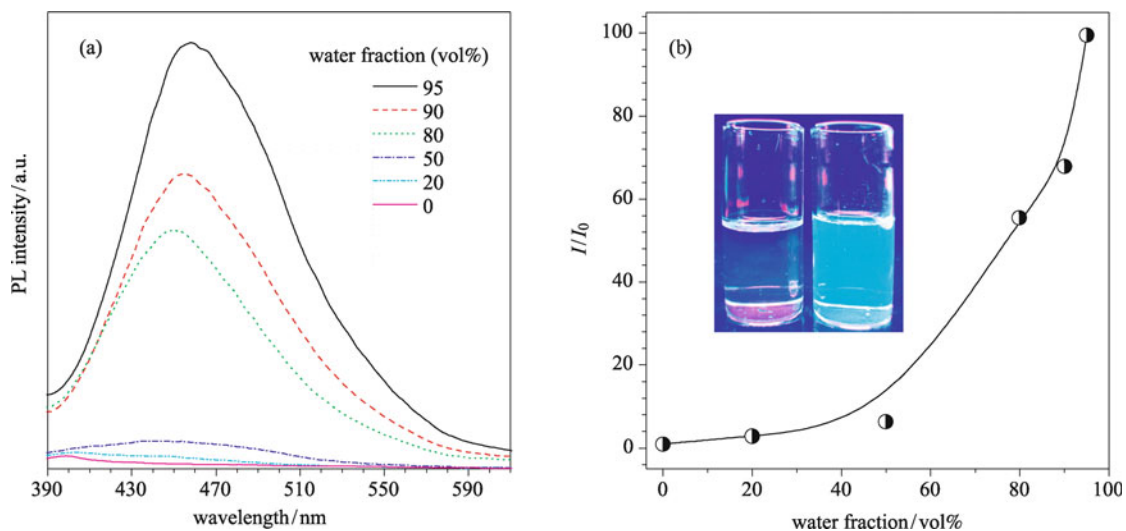 (a)
water fraction (vol%)
95
90
80
50
20
0
PL intensity/a.u.
390 430 470 510 550 590
wavelength/nm
(b)
100
80
60
40
20
0
I/I0
0 20 40 60 80 100
water fraction/vol%